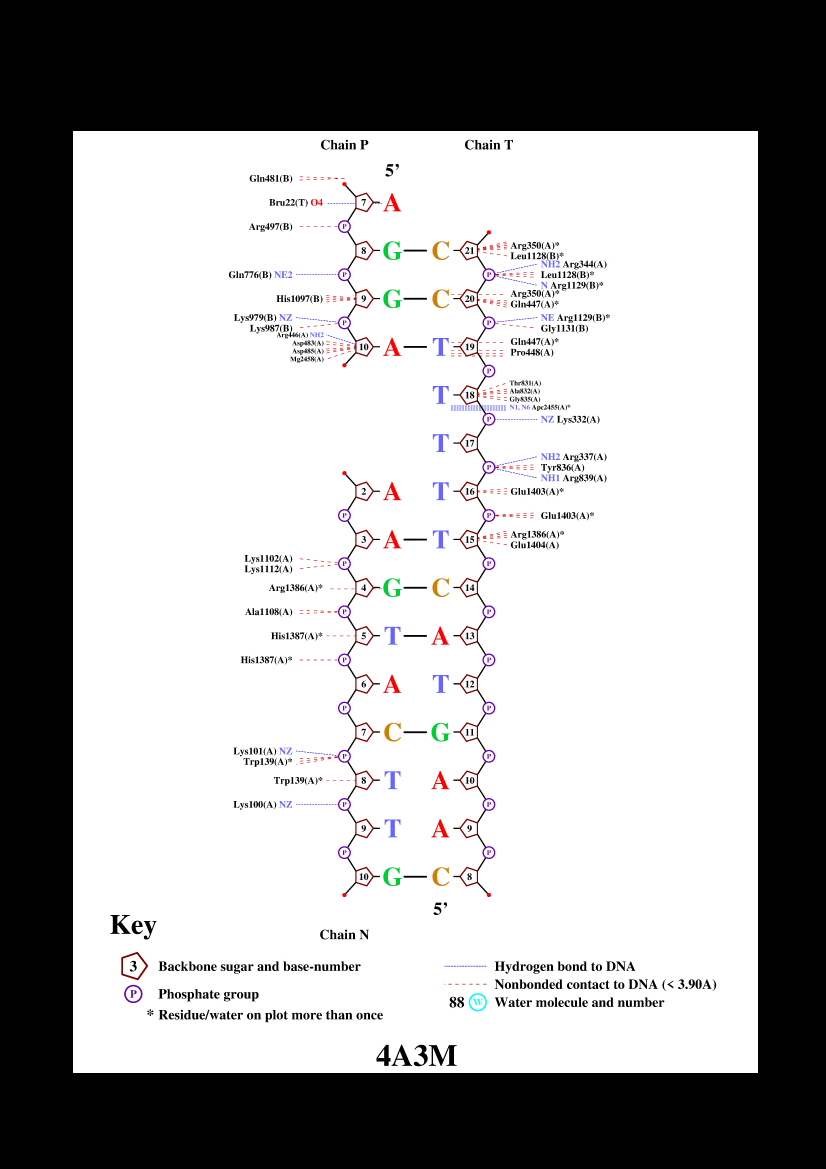 Chain P Chain T
5’
Gln481(B)
Bru22(T) O4 7 A
Arg497(B) P
8 G C 21 Arg350(A)*
Leu1128(B)*
NH2 Arg344(A)
Gln776(B) NE2 P P Leu1128(B)*
N Arg1129(B)*
Arg350(A)*
His1097(B) 9 G C 20 Gln447(A)*
Lys979(B) NZ P P NE Arg1129(B)*
Lys987(B) Gly1131(B)
Arg446(A) NH2
Asp483(A) 10 A T 19 Gln447(A)*
Asp485(A) Pro448(A)
Mg2458(A)
P
Thr831(A)
T 18 Ala832(A)
Gly835(A)
N1, N6 Apc2455(A)*
P NZ Lys332(A)
T 17
NH2 Arg337(A)
P Tyr836(A)
NH1 Arg839(A)
2 A T 16 Glu1403(A)*
P P Glu1403(A)*
3 A T 15 Arg1386(A)*
Glu1404(A)
Lys1102(A) P P
Lys1112(A)
Arg1386(A)* 4 G C 14
Ala1108(A) P P
His1387(A)* 5 T A 13
His1387(A)* P P
6 A T 12
P P
7 C G 11
Lys101(A) NZ P P
Trp139(A)*
Trp139(A)* 8 T A 10
Lys100(A) NZ P P
9 T A 9
P P
10 G C 8
5’
Chain N
Key
3 Backbone sugar and base-number
P Phosphate group
* Residue/water on plot more than once
Hydrogen bond to DNA
Nonbonded contact to DNA (< 3.90A)
88 W Water molecule and number
4A3M